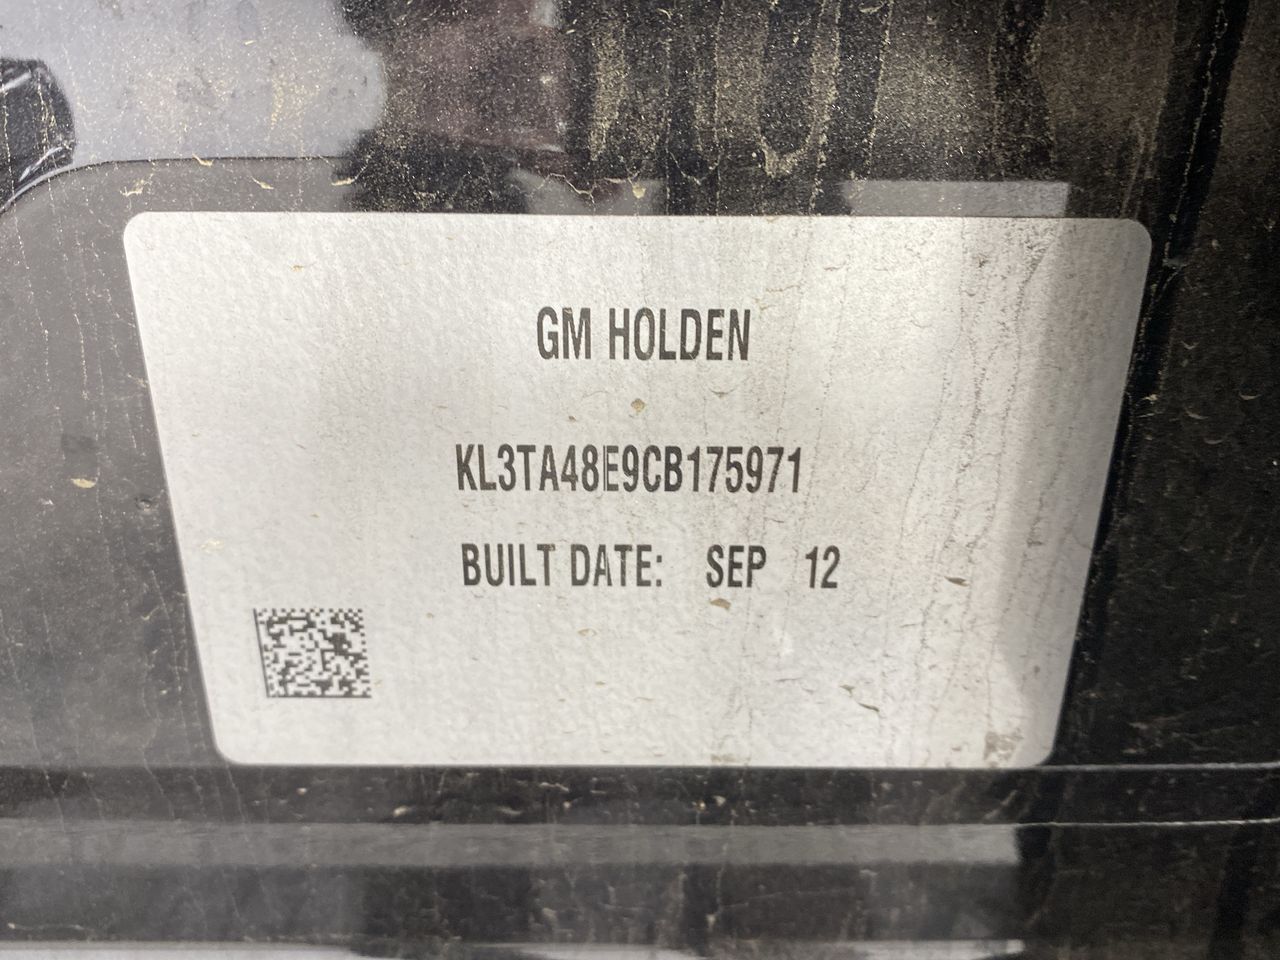 GM HOLDEN
KL3TA48E9CB175971
BUILT DATE: SEP 12